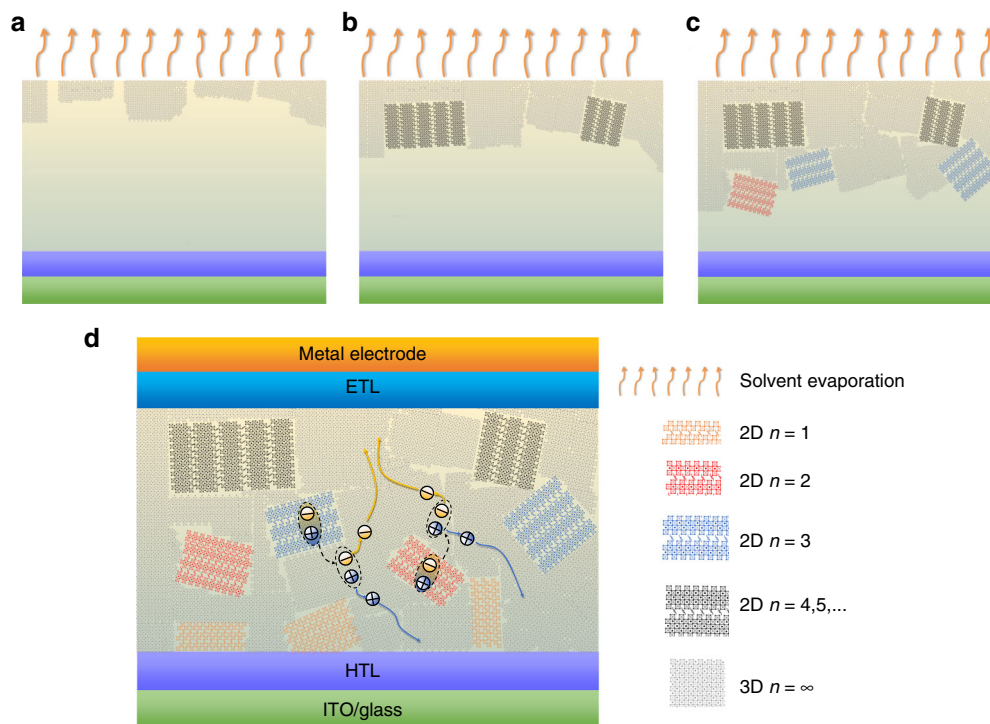 a
b
c
d
Metal electrode
ETL
HTL
ITO/glass
Solvent evaporation
2D n = 1
2D n = 2
2D n = 3
2D n = 4,5,...
3D n = ∞